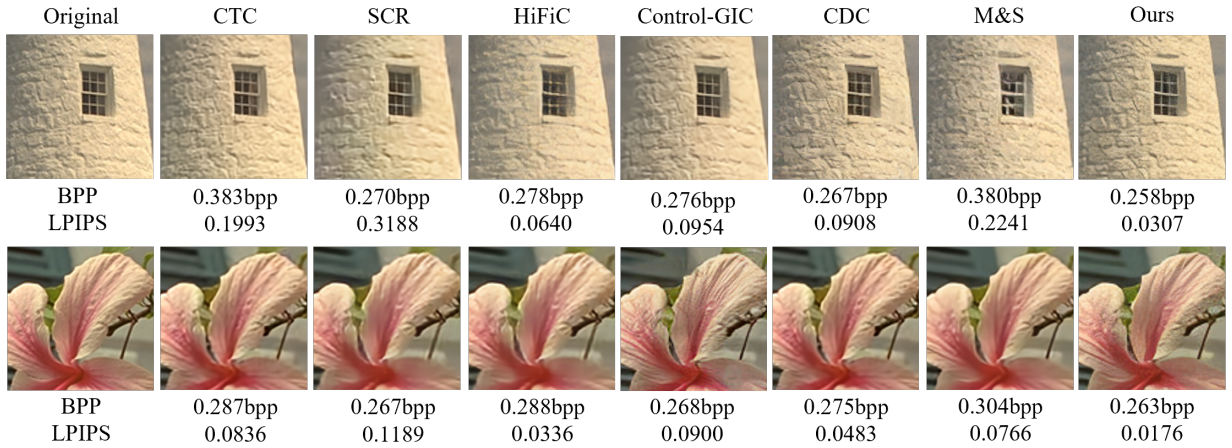 Original CTC SCR HiFiC Control-GIC CDC M&S Ours
BPP 0.383bpp 0.270bpp 0.278bpp 0.276bpp 0.267bpp 0.380bpp 0.258bpp
LPIPS 0.1993 0.3188 0.0640 0.0954 0.0908 0.2241 0.0307
BPP 0.287bpp 0.267bpp 0.288bpp 0.268bpp 0.275bpp 0.304bpp 0.263bpp
LPIPS 0.0836 0.1189 0.0336 0.0900 0.0483 0.0766 0.0176